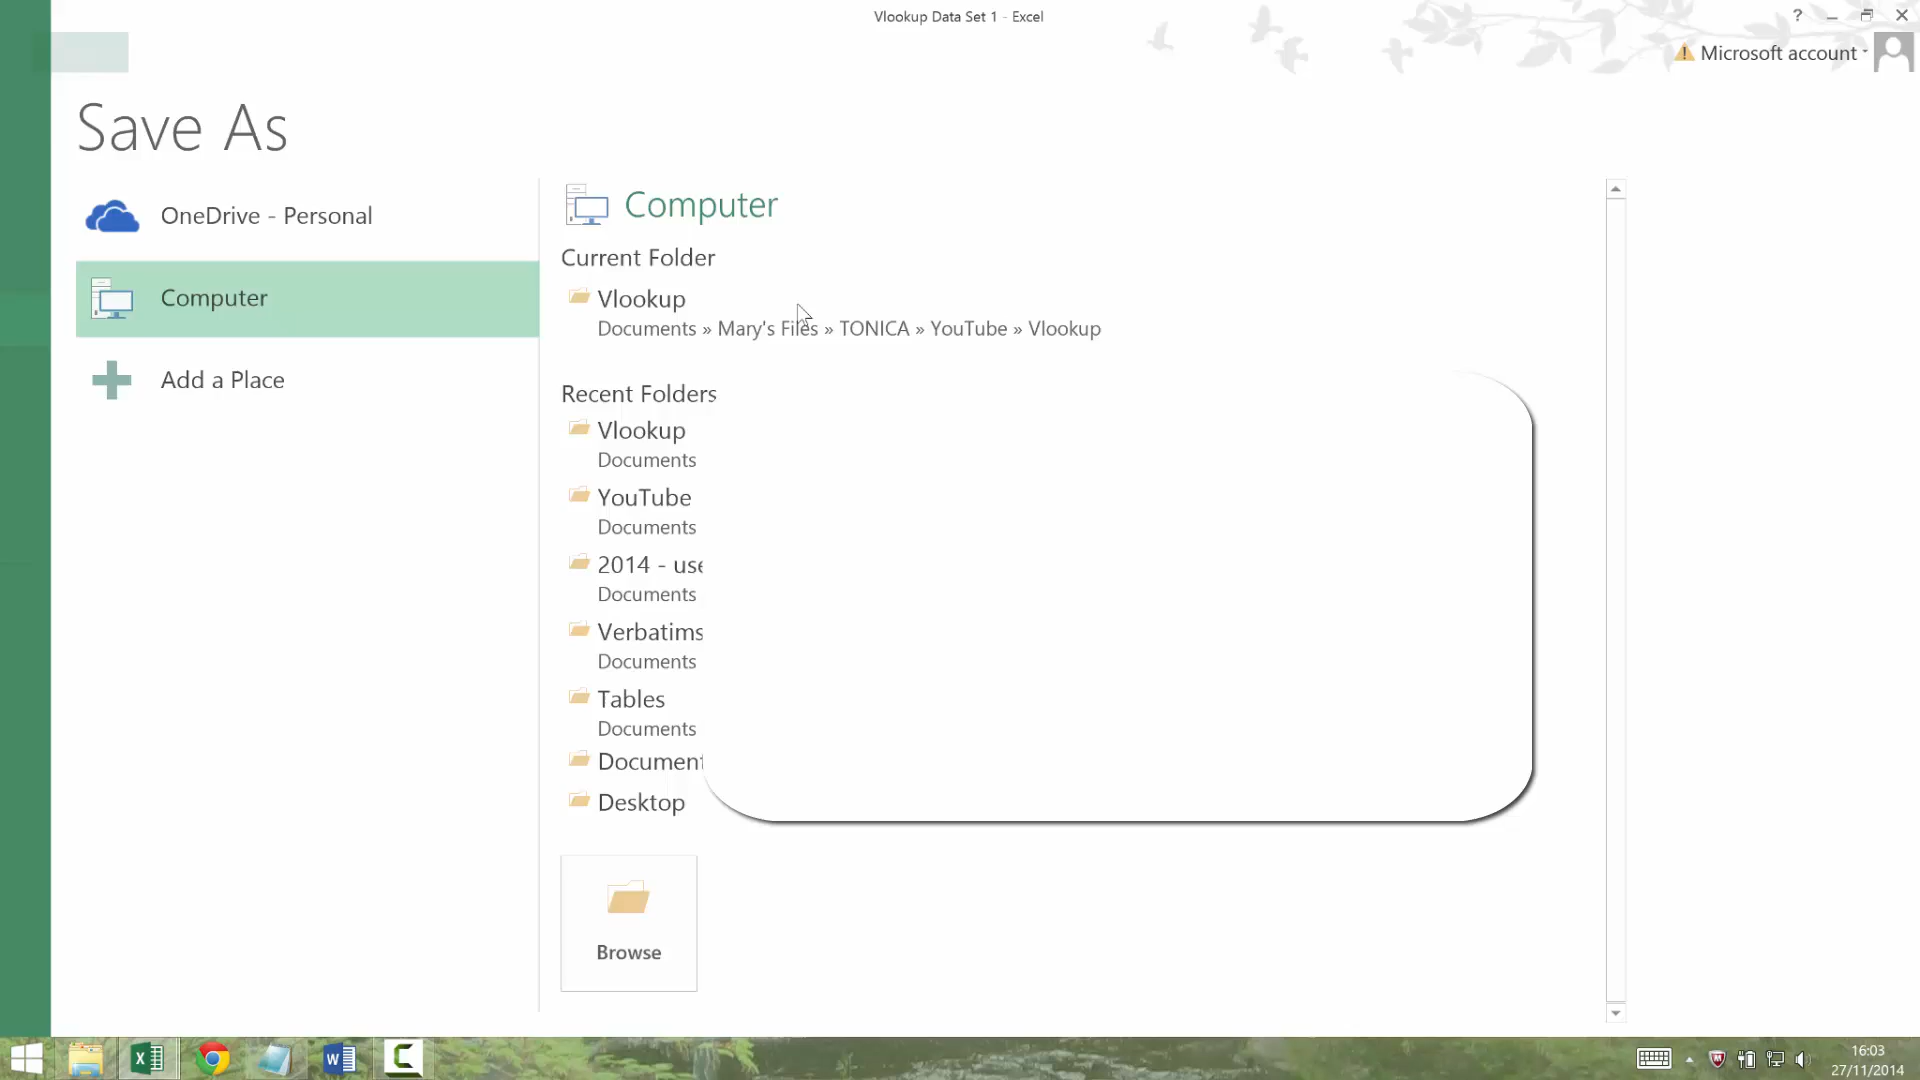 Vlookup Data Set 1 - Excel
?
Microsoft account
Save As
OneDrive - Personal
Computer
Add a Place
Computer
Current Folder
Vlookup
Documents » Mary's Files » TONICA » YouTube » Vlookup
Recent Folders
Vlookup
Documents
YouTube
Documents
2014 - use
Documents
Verbatims
Documents
Tables
Documents
Document
Desktop
Browse
16:03
27/11/2014